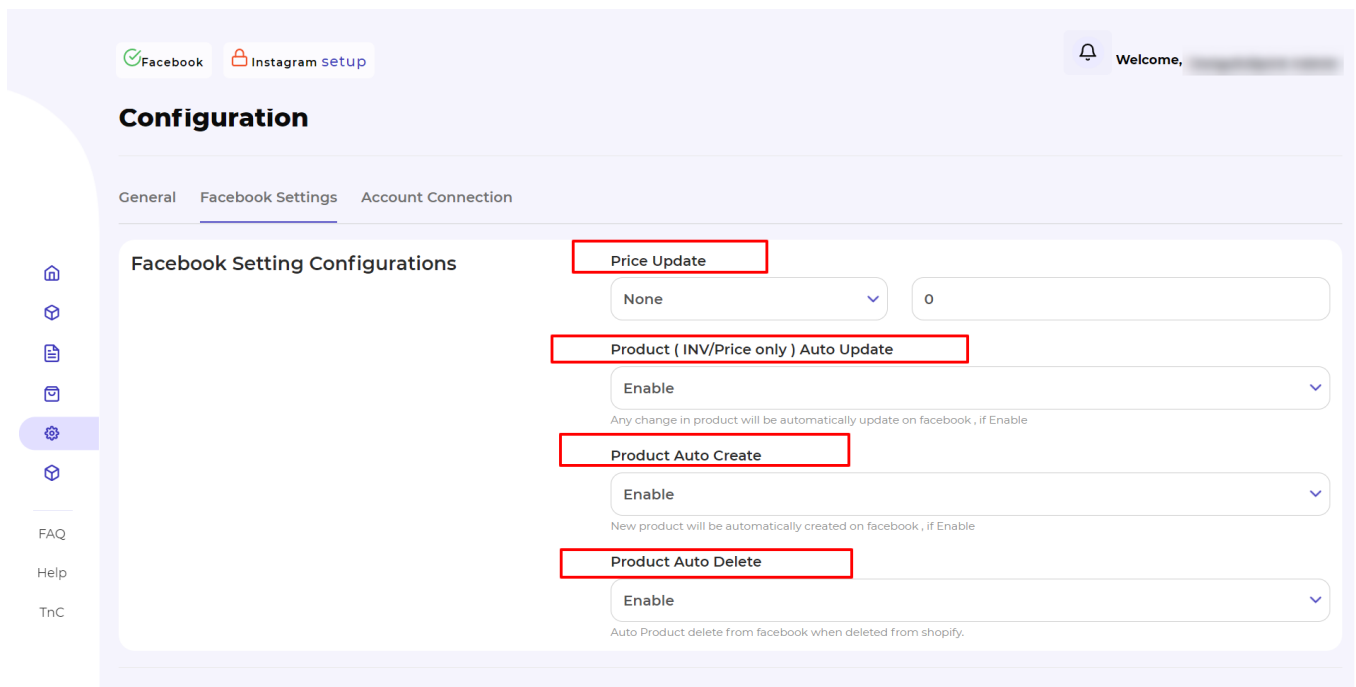 Facebook
Instagram setup
Welcome,
Configuration
General Facebook Settings Account Connection
Facebook Setting Configurations
Price Update
None 0
Product ( INV/Price only ) Auto Update
Enable
Any change in product will be automatically update on facebook , if Enable
Product Auto Create
Enable
New product will be automatically created on facebook , if Enable
Product Auto Delete
Enable
Auto Product delete from facebook when deleted from shopify.
FAQ
Help
TnC